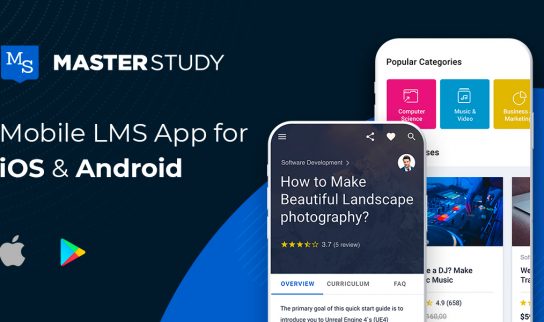 MS
MASTERSTUDY
Mobile LMS App for
iOS & Android
Popular Categories
Computer
Science
Music &
Video
Business
Marketing
Software Development >
How to Make
Beautiful Landscape
photography?
3.7 (5 review)
OVERVIEW CURRICULUM FAQ
The primary goal of this quick start guide is to
introduce you to Unreal Engine 4`s (UE4)
e a DJ? Make
Music
4.9 (658)
We
Tra